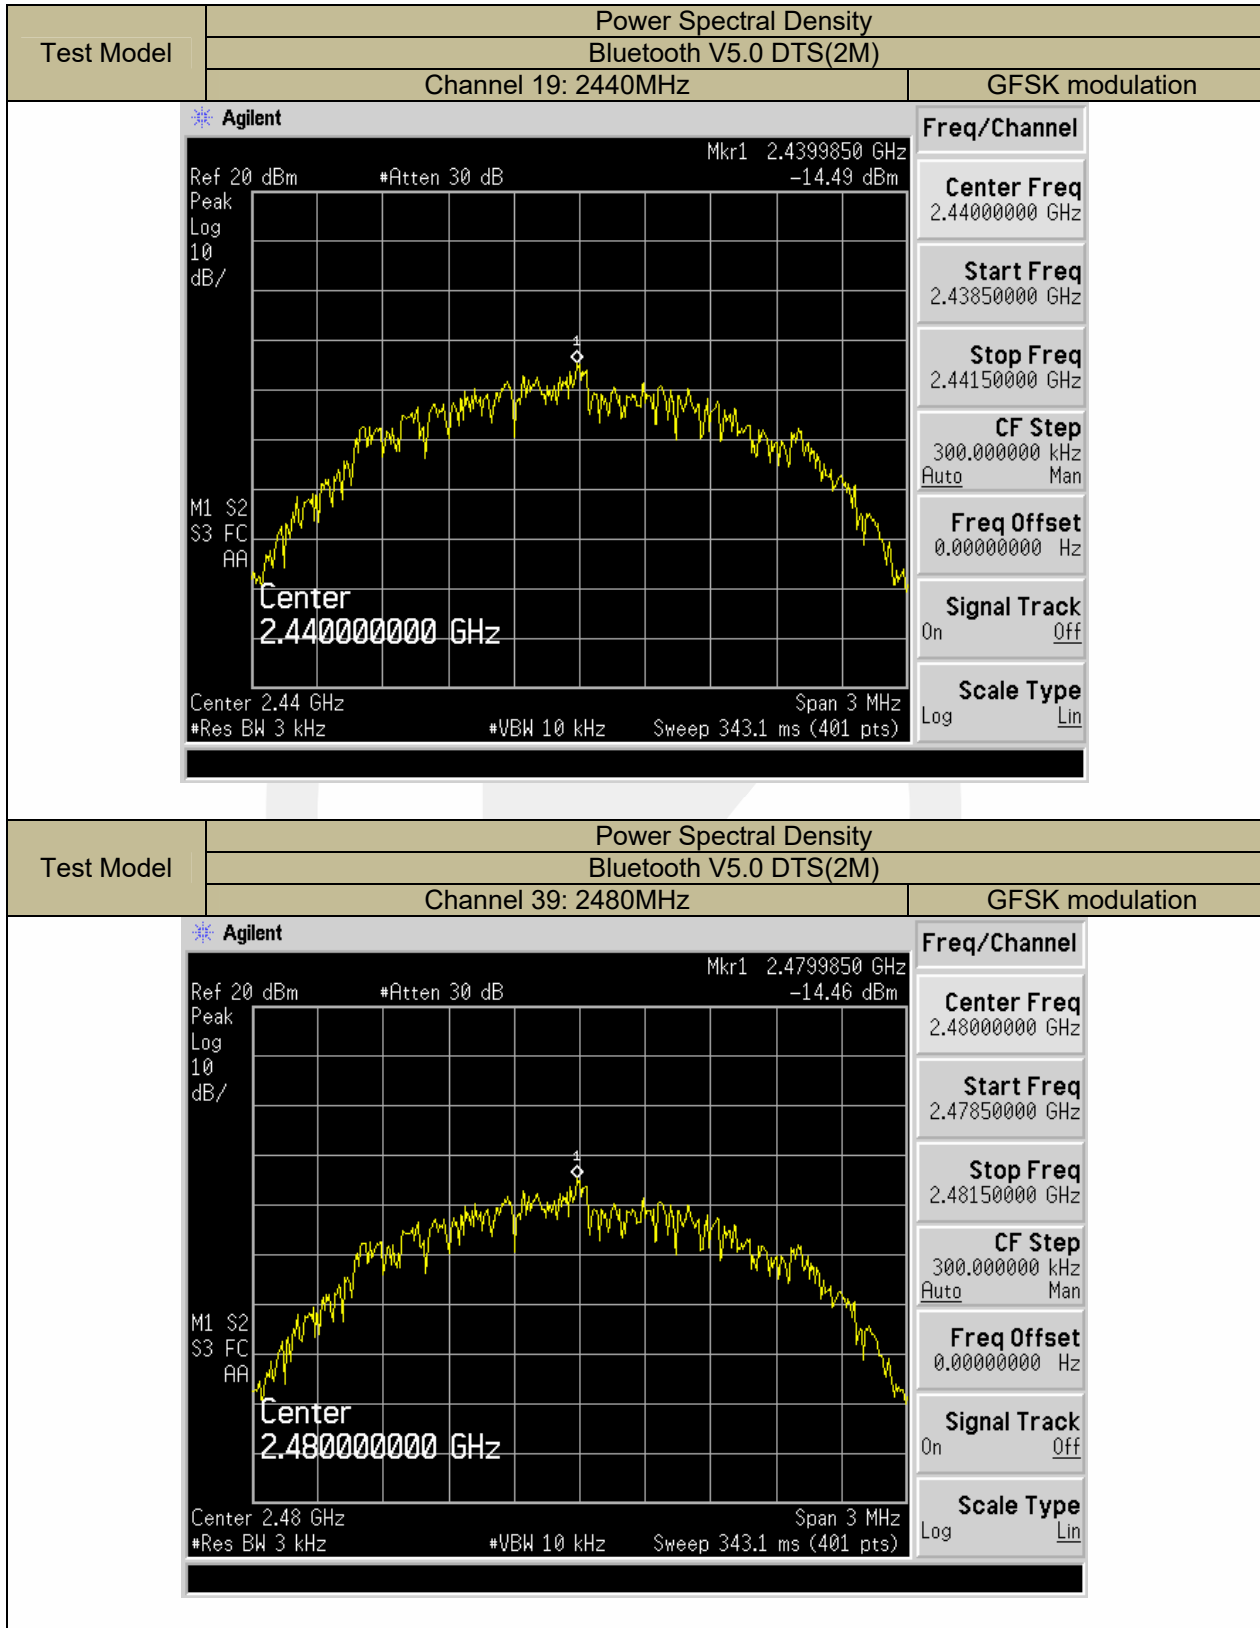 Power Spectral Density
Test Model
Bluetooth V5.0 DTS(2M)
Channel 19: 2440MHz GFSK modulation
Agilent
Freq/Channel
Mkr1 2.4399850 GHz
Ref 20 dBm #Atten 30 dB -14.49 dBm
Peak
Log
10
dB/
1
M1 S2
S3 FC
AA
Center
2.440000000 GHz
Center 2.44 GHz Span 3 MHz
#Res BW 3 kHz #VBW 10 kHz Sweep 343.1 ms (401 pts)
Center Freq
2.44000000 GHz
Start Freq
2.43850000 GHz
Stop Freq
2.44150000 GHz
CF Step
300.000000 kHz
Auto Man
Freq Offset
0.00000000 Hz
Signal Track
On Off
Scale Type
Log Lin
Power Spectral Density
Test Model
Bluetooth V5.0 DTS(2M)
Channel 39: 2480MHz GFSK modulation
Agilent
Freq/Channel
Mkr1 2.4799850 GHz
Ref 20 dBm #Atten 30 dB -14.46 dBm
Peak
Log
10
dB/
1
M1 S2
S3 FC
AA
Center
2.480000000 GHz
Center 2.48 GHz Span 3 MHz
#Res BW 3 kHz #VBW 10 kHz Sweep 343.1 ms (401 pts)
Center Freq
2.48000000 GHz
Start Freq
2.47850000 GHz
Stop Freq
2.48150000 GHz
CF Step
300.000000 kHz
Auto Man
Freq Offset
0.00000000 Hz
Signal Track
On Off
Scale Type
Log Lin